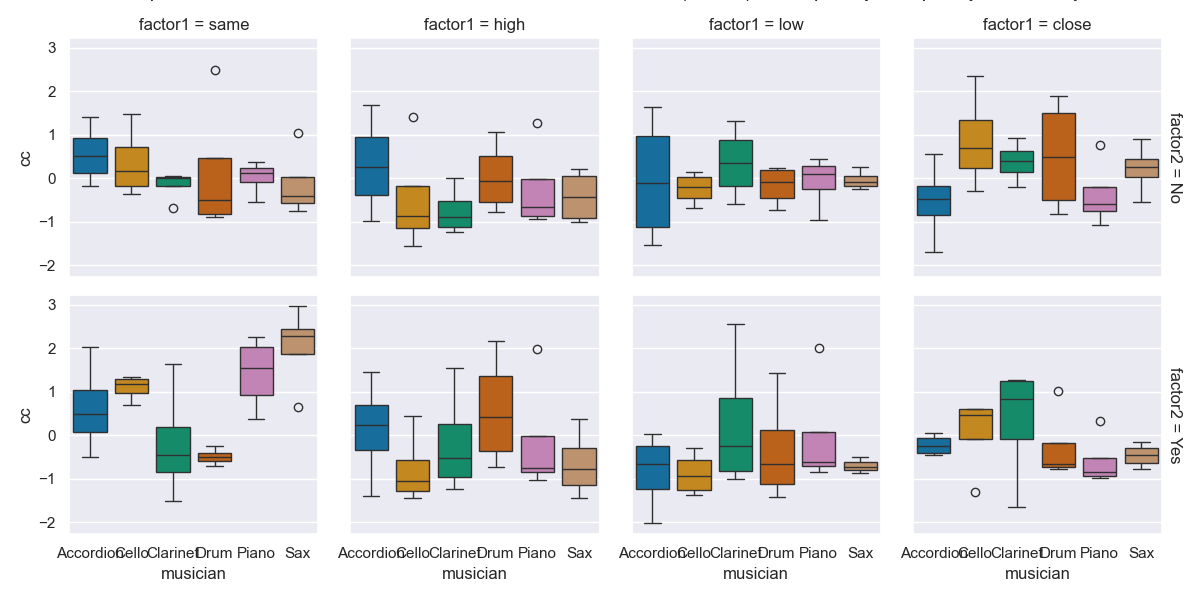 factor1 = same
factor1 = high
factor1 = low
factor1 = close
3
2
1
0
−1
−2
cc
factor2 = No
3
2
1
0
−1
−2
cc
factor2 = Yes
Accordion Cello Clarinet Drum Piano Sax
Accordion Cello Clarinet Drum Piano Sax
Accordion Cello Clarinet Drum Piano Sax
Accordion Cello Clarinet Drum Piano Sax
musician
musician
musician
musician